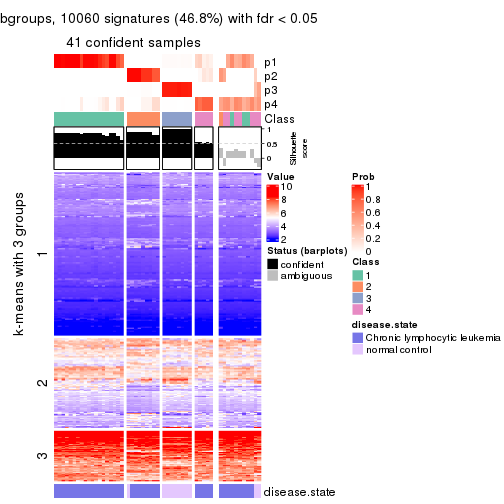 bgroups, 10060 signatures (46.8%) with fdr < 0.05
41 confident samples
p1
p2
p3
p4
Class
1
0.5
0
Silhouette
score
k-means with 3 groups
1
2
3
disease.state
Value
10
8
6
4
2
Status (barplots)
confident
ambiguous
Prob
1
0.8
0.6
0.4
0.2
0
Class
1
2
3
4
disease.state
Chronic lymphocytic leukemia
normal control